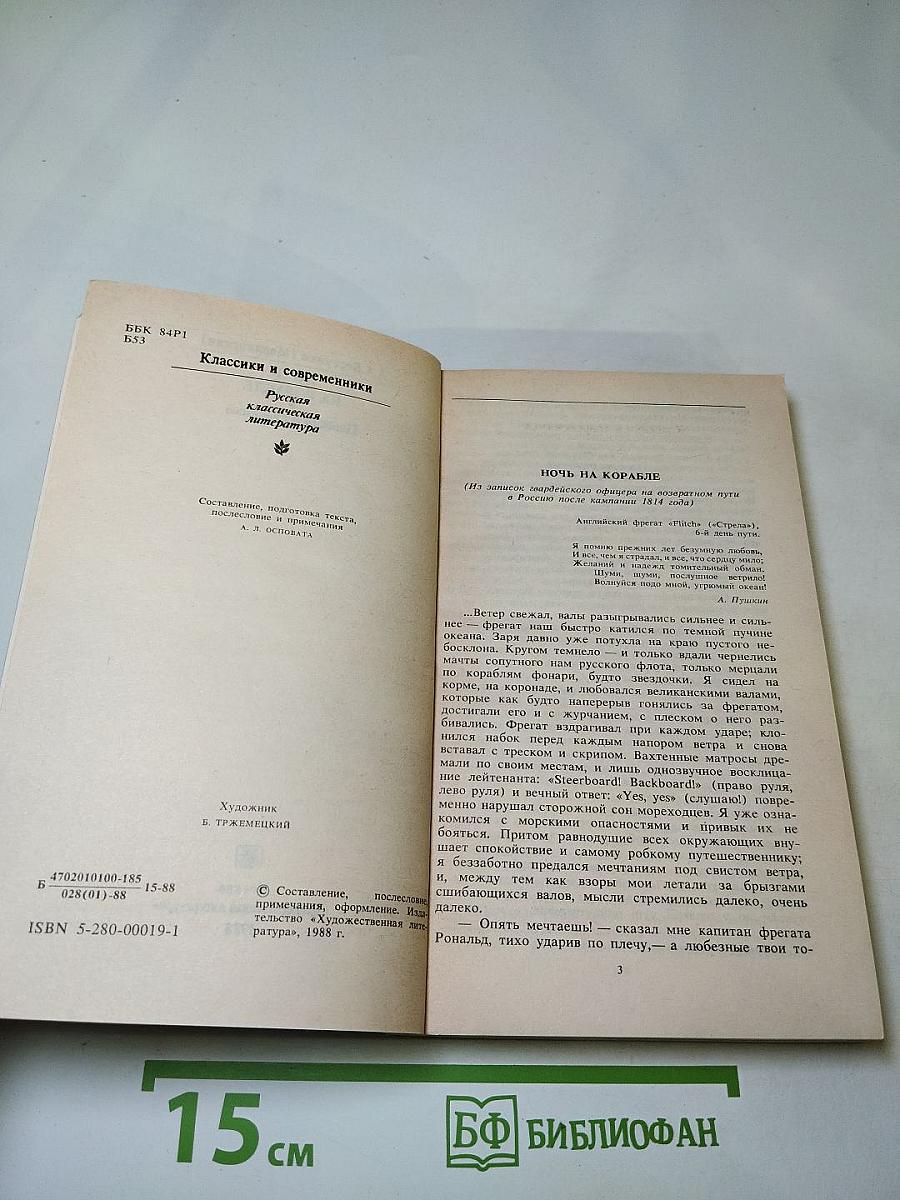 ББК 84Р1
Б53
Классики и современники
Русская
классическая
литература
Составление, подготовка текста,
послесловие и примечания
А. Л. ОСПОВАТА
Художник
Б. ТРЖЕМЕЦКИЙ
Б 4702010100-185 15-88
028(01)-88
ISBN 5-280-00019-1
© Составление, послесловие,
примечания, оформление. Изда-
тельство «Художественная лите-
ратура», 1988 г.
НОЧЬ НА КОРАБЛЕ
(Из записок гвардейского офицера на возвратном пути
в Россию после кампании 1814 года)
Английский фрегат «Flitch» («Стрела»),
6-й день пути.
Я помню прежних лет безумную любовь,
И все, чем я страдал, и все, что сердцу мило;
Желаний и надежд томительный обман.
Шуми, шуми, послушное ветрило!
Волнуйся подо мной, угрюмый океан!
А. Пушкин
...Ветер свежал, валы разыгрывались сильнее и силь-
нее — фрегат наш быстро катился по темной пучине
океана. Заря давно уже потухла на краю пустого не-
босклона. Кругом темнело — и только вдали чернелись
мачты сопутного нам русского флота, только мерцали
по кораблям фонари, будто звездочки. Я сидел на
корме, на коронаде, и любовался великанскими валами,
которые как будто наперерыв гонялись за фрегатом,
достигали его и с журчанием, с плеском о него раз-
бивались. Фрегат вздрагивал при каждом ударе; кло-
нился набок перед каждым напором ветра и снова
вставал с треском и скрипом. Вахтенные матросы дре-
мали по своим местам, и лишь однозвучное восклица-
ние лейтенанта: «Steerboard! Backboard!» (право руля,
лево руля) и вечный ответ: «Yes, yes» (слушаю!) повре-
менно нарушал сторожной сон мореходцев. Я уже озна-
комился с морскими опасностями и привык их не
бояться. Притом равнодушие всех окружающих вну-
шает спокойствие и самому робкому путешественнику;
я беззаботно предался мечтаниям под свистом ветра,
и, между тем как взоры мои летали за брызгами
сшибающихся валов, мысли стремились далеко, очень
далеко.
— Опять мечтаешь! — сказал мне капитан фрегата
Рональд, тихо ударив по плечу,— а любезные твои то-
3
15 см
БФ БИБЛИОФАН